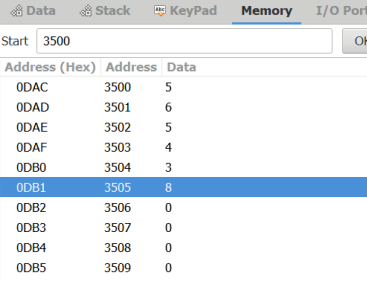 Data Stack Abc KeyPad Memory I/O Port
Start 3500 OK
Address (Hex) Address Data
0DAC 3500 5
0DAD 3501 6
0DAE 3502 5
0DAF 3503 4
0DB0 3504 3
0DB1 3505 8
0DB2 3506 0
0DB3 3507 0
0DB4 3508 0
0DB5 3509 0